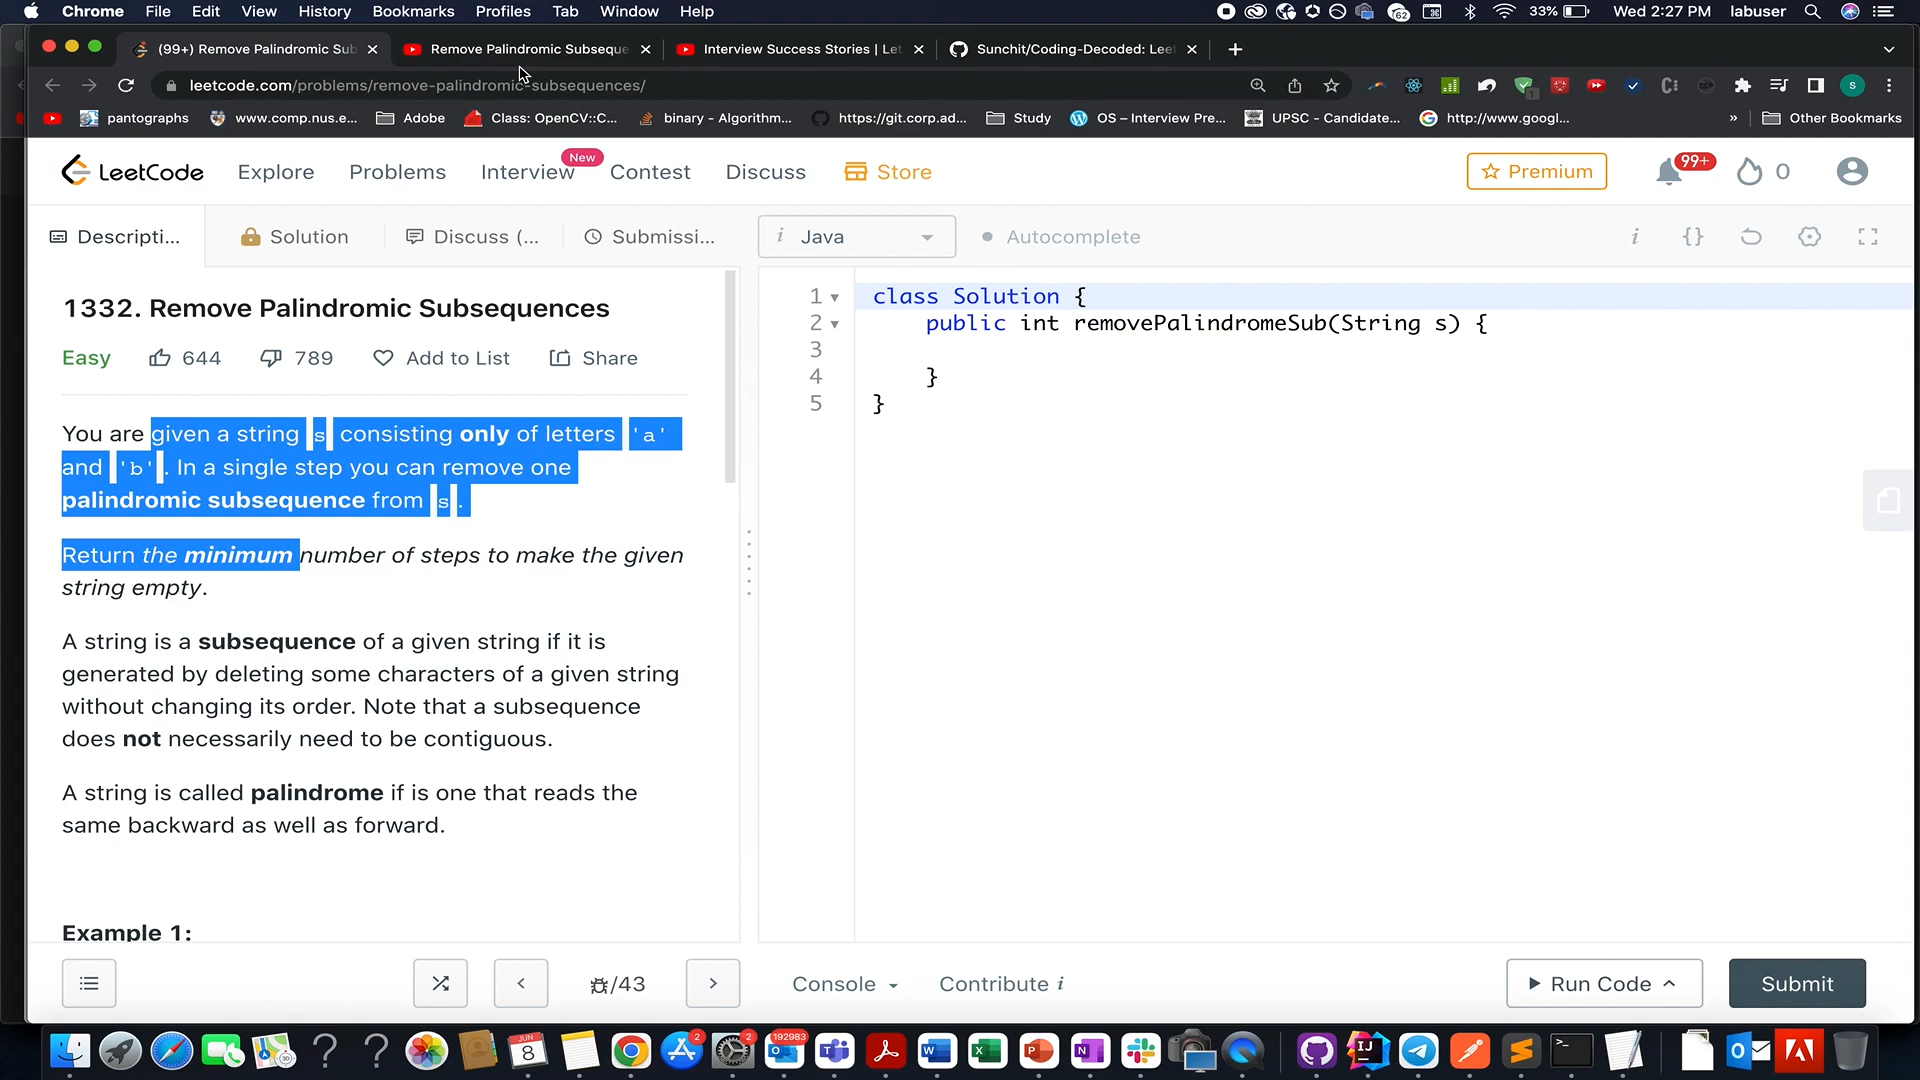 Chrome File Edit View History Bookmarks Profiles Tab Window Help
62 33% Wed 2:27 PM labuser
(99+) Remove Palindromic Sub
Remove Palindromic Subseque
Interview Success Stories | Let
Sunchit/Coding-Decoded: Leet
leetcode.com/problems/remove-palindromic-subsequences/
pantographs
www.comp.nus.e...
Adobe
Class: OpenCV::C...
binary - Algorithm...
https://git.corp.ad...
Study
OS – Interview Pre...
UPSC - Candidate...
http://www.googl...
»
Other Bookmarks
LeetCode
Explore
Problems
Interview
New
Contest
Discuss
Store
Premium
99+
0
Descripti...
Solution
Discuss (...
Submissi...
i Java
Autocomplete
i {}
1332. Remove Palindromic Subsequences
Easy 644 789 Add to List Share
You are given a string s consisting only of letters 'a'
and 'b'. In a single step you can remove one
palindromic subsequence from s.
Return the minimum number of steps to make the given
string empty.
A string is a subsequence of a given string if it is
generated by deleting some characters of a given string
without changing its order. Note that a subsequence
does not necessarily need to be contiguous.
A string is called palindrome if is one that reads the
same backward as well as forward.
Example 1:
1 class Solution {
2 public int removePalindromeSub(String s) {
3
4 }
5 }
/43
Console
Contribute i
Run Code
Submit
JUN
8
2
2
192983